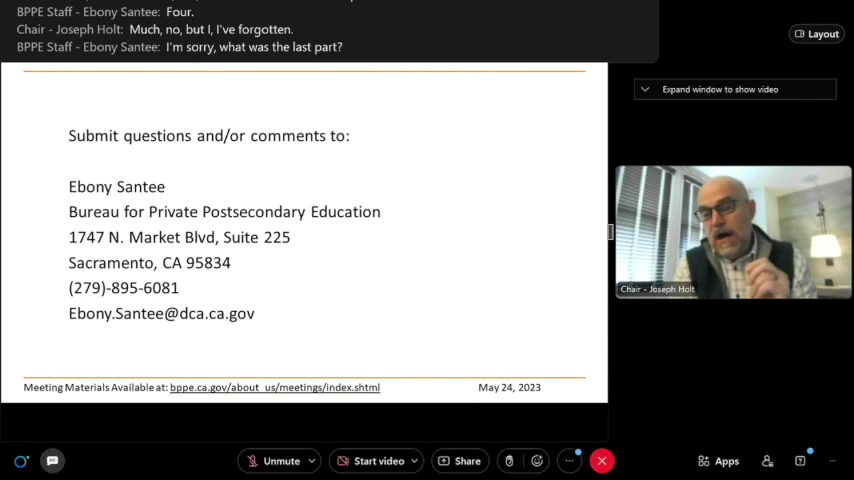 BPPE Staff - Ebony Santee: Four.
Chair - Joseph Holt: Much, no, but I, I've forgotten.
BPPE Staff - Ebony Santee: I'm sorry, what was the last part?
Layout
Expand window to show video
Submit questions and/or comments to:
Ebony Santee
Bureau for Private Postsecondary Education
1747 N. Market Blvd, Suite 225
Sacramento, CA 95834
(279)-895-6081
Ebony.Santee@dca.ca.gov
Chair - Joseph Holt
Meeting Materials Available at: bppe.ca.gov/about_us/meetings/index.shtml May 24, 2023
Unmute Start video Share Apps